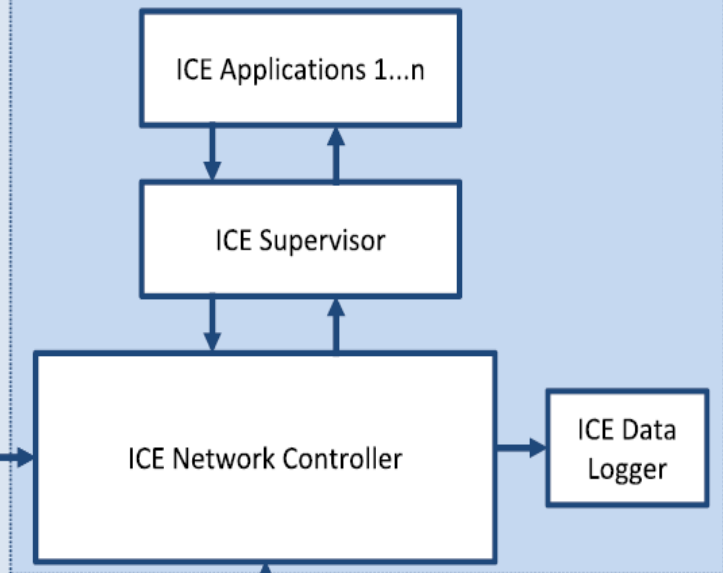 ICE Applications 1...n
ICE Supervisor
ICE Network Controller
ICE Data
Logger